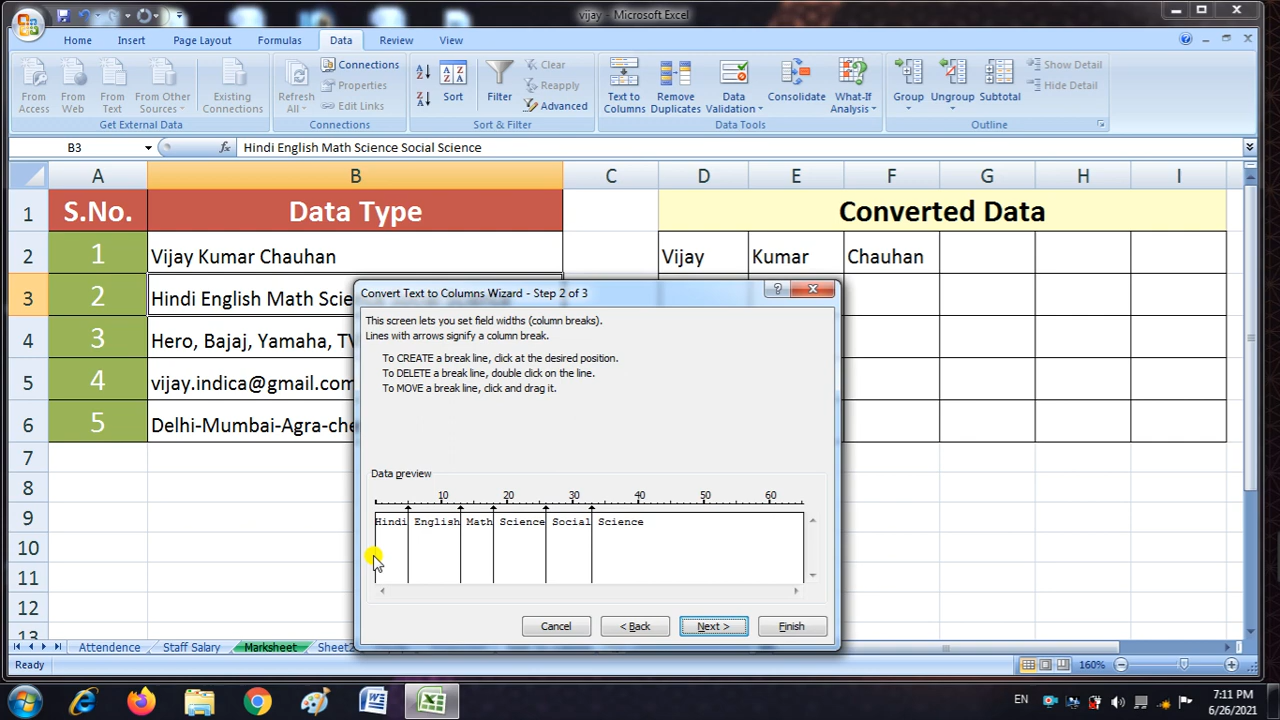 vijay - Microsoft Excel
Home Insert Page Layout Formulas Data Review View
From Access
From Web
From Text
From Other Sources
Existing Connections
Get External Data
Refresh All
Connections
Properties
Edit Links
Connections
Sort
Filter
Clear
Reapply
Advanced
Sort & Filter
Text to Columns
Remove Duplicates
Data Validation
Consolidate
What-If Analysis
Data Tools
Group
Ungroup
Subtotal
Show Detail
Hide Detail
Outline
B3 fx Hindi English Math Science Social Science
A B C D E F G H I
1 S.No. Data Type Converted Data
2 1 Vijay Kumar Chauhan Vijay Kumar Chauhan
3 2 Hindi English Math Scie
4 3 Hero, Bajaj, Yamaha, TV
5 4 vijay.indica@gmail.com
6 5 Delhi-Mumbai-Agra-che
7
8
9
10
11
12
13
Convert Text to Columns Wizard - Step 2 of 3
This screen lets you set field widths (column breaks).
Lines with arrows signify a column break.
To CREATE a break line, click at the desired position.
To DELETE a break line, double click on the line.
To MOVE a break line, click and drag it.
Data preview
10 20 30 40 50 60
Hindi English Math Science Social Science
Cancel < Back Next > Finish
Attendence Staff Salary Marksheet Sheet2
Ready 160%
EN 7:11 PM
6/26/2021